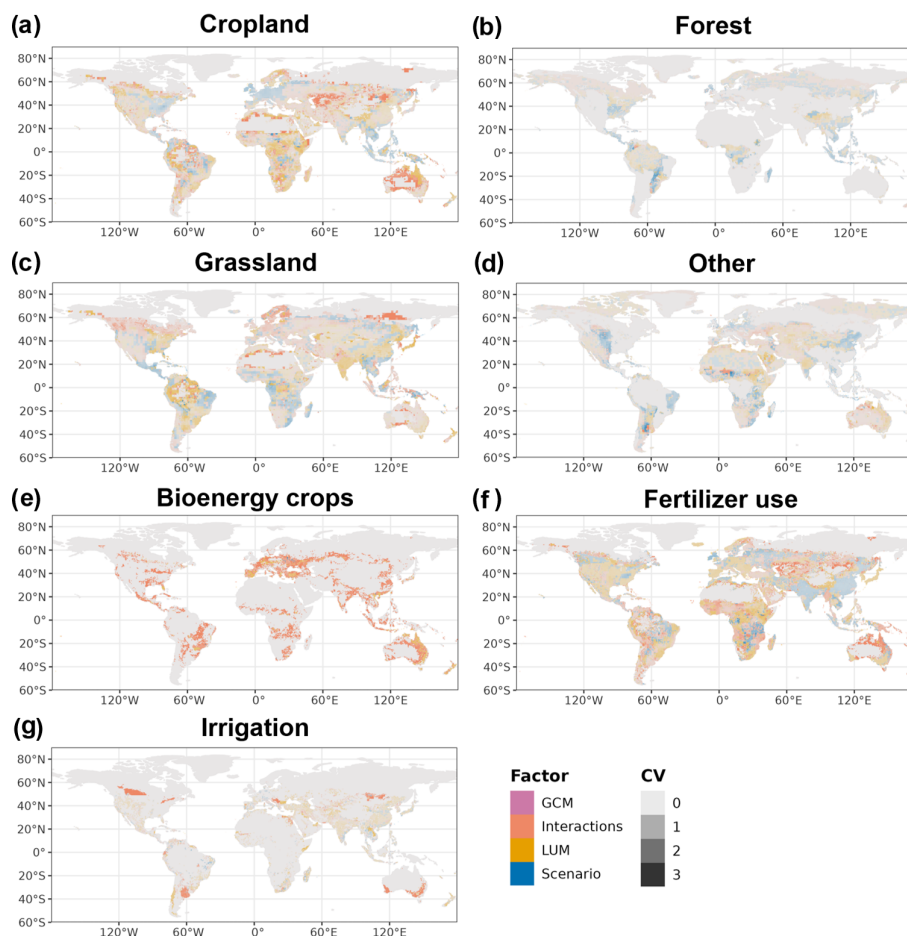 (a) Cropland
80°N
60°N
40°N
20°N
0°
20°S
40°S
60°S
120°W 60°W 0° 60°E 120°E
(b) Forest
80°N
60°N
40°N
20°N
0°
20°S
40°S
60°S
120°W 60°W 0° 60°E 120°E
(c) Grassland
80°N
60°N
40°N
20°N
0°
20°S
40°S
60°S
120°W 60°W 0° 60°E 120°E
(d) Other
80°N
60°N
40°N
20°N
0°
20°S
40°S
60°S
120°W 60°W 0° 60°E 120°E
(e) Bioenergy crops
80°N
60°N
40°N
20°N
0°
20°S
40°S
60°S
120°W 60°W 0° 60°E 120°E
(f) Fertilizer use
80°N
60°N
40°N
20°N
0°
20°S
40°S
60°S
120°W 60°W 0° 60°E 120°E
(g) Irrigation
80°N
60°N
40°N
20°N
0°
20°S
40°S
60°S
120°W 60°W 0° 60°E 120°E
Factor
GCM
Interactions
LUM
Scenario
CV
0
1
2
3